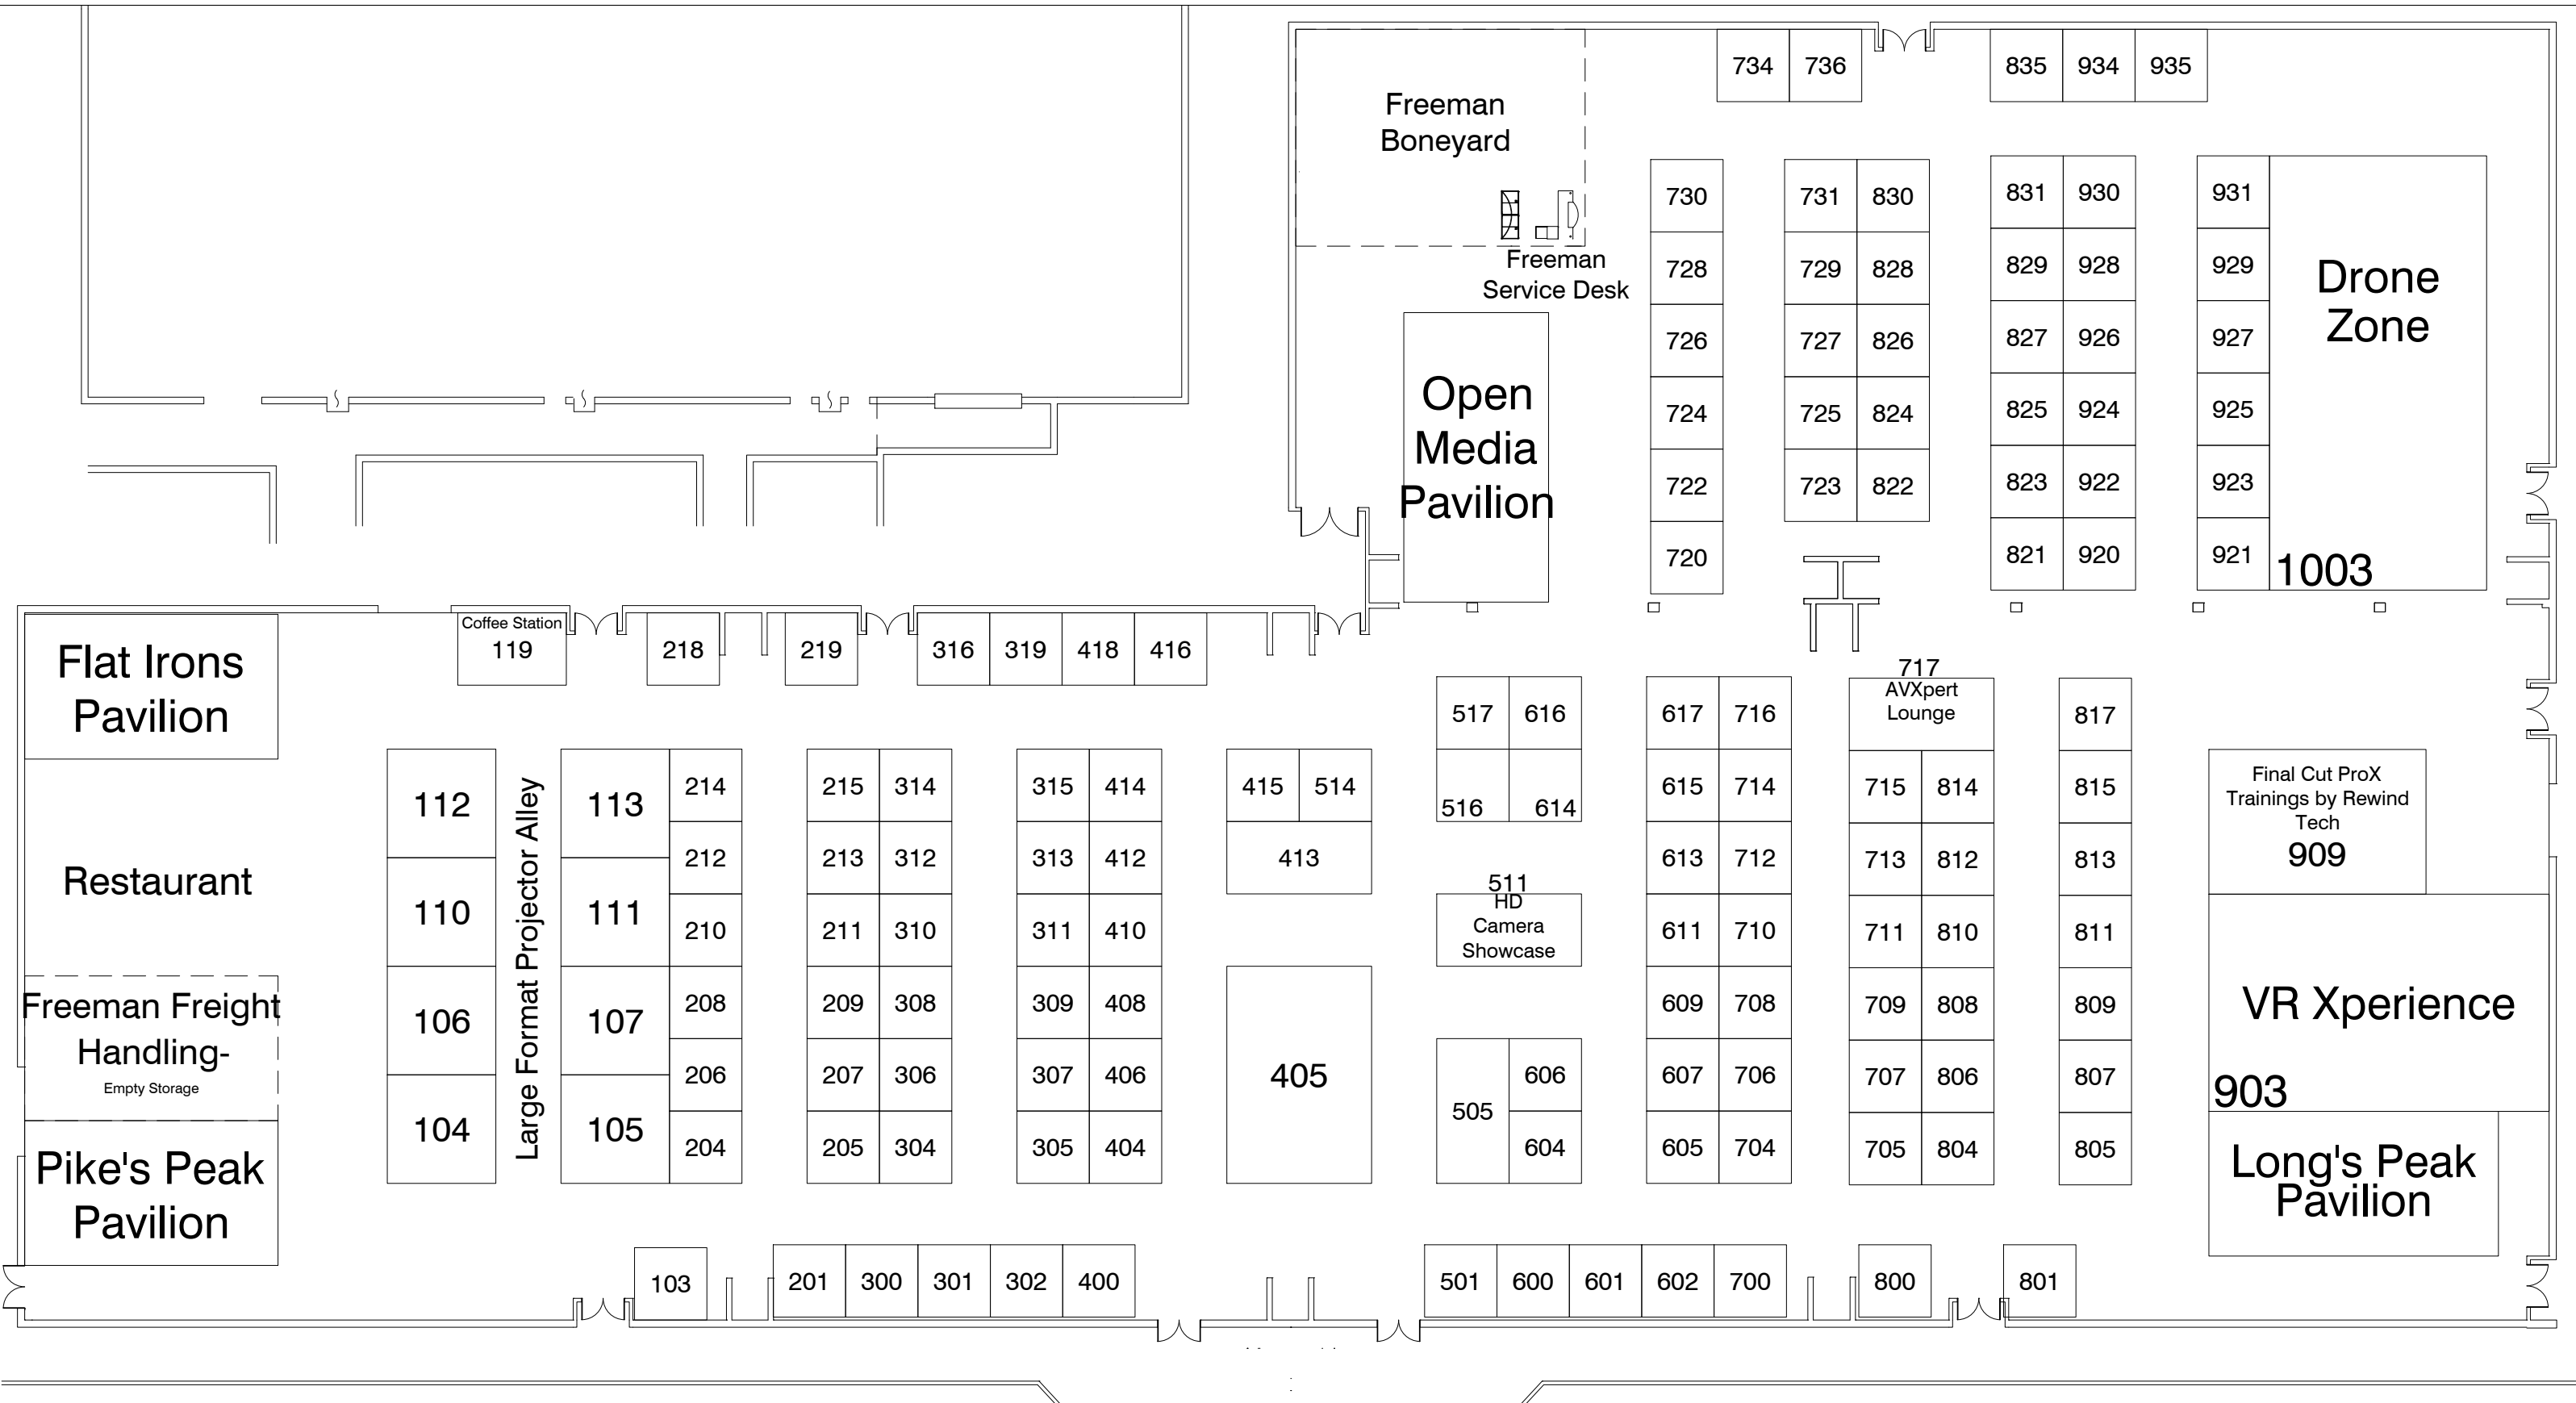 734 736 835 934 935
Freeman
Boneyard
730 731 830 831 930 931
Freeman
Service Desk
728 729 828 829 928 929
Drone
Zone
726 727 826 827 926 927
Open
Media
Pavilion
724 725 824 825 924 925
722 723 822 823 922 923
720 821 920 921 1003
Coffee Station
119 218 219 316 319 418 416
Flat Irons
Pavilion
517 616 617 716
717
AVXpert
Lounge
817
112
Large Format Projector Alley
113 214 215 314 315 414 415 514
516 614
615 714 715 814 815
Final Cut ProX
Trainings by Rewind
Tech
909
Restaurant
212 213 312 313 412 413
613 712 713 812 813
110 111 210 211 310 311 410
511
HD
Camera
Showcase
611 710 711 810 811
Freeman Freight
Handling-
Empty Storage
106 107 208 209 308 309 408
405
609 708 709 808 809
VR Xperience
903
206 207 306 307 406
505
606 607 706 707 806 807
104 105 204 205 304 305 404
604 605 704 705 804 805
Pike's Peak
Pavilion
Long's Peak
Pavilion
103 201 300 301 302 400 501 600 601 602 700 800 801